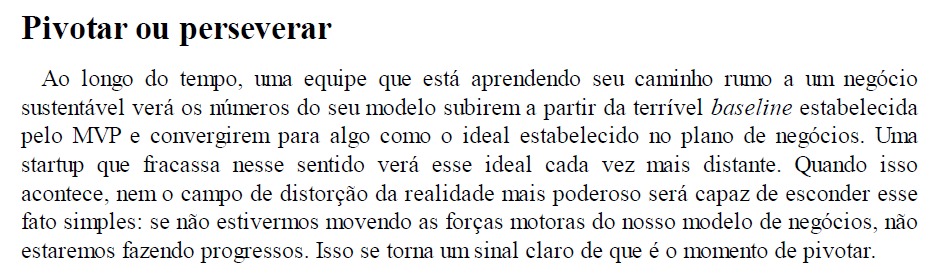 Pivotar ou perseverar
Ao longo do tempo, uma equipe que está aprendendo seu caminho rumo a um negócio
sustentável verá os números do seu modelo subirem a partir da terrível baseline estabelecida
pelo MVP e convergirem para algo como o ideal estabelecido no plano de negócios. Uma
startup que fracassa nesse sentido verá esse ideal cada vez mais distante. Quando isso
acontece, nem o campo de distorção da realidade mais poderoso será capaz de esconder esse
fato simples: se não estivermos movendo as forças motoras do nosso modelo de negócios, não
estaremos fazendo progressos. Isso se torna um sinal claro de que é o momento de pivotar.